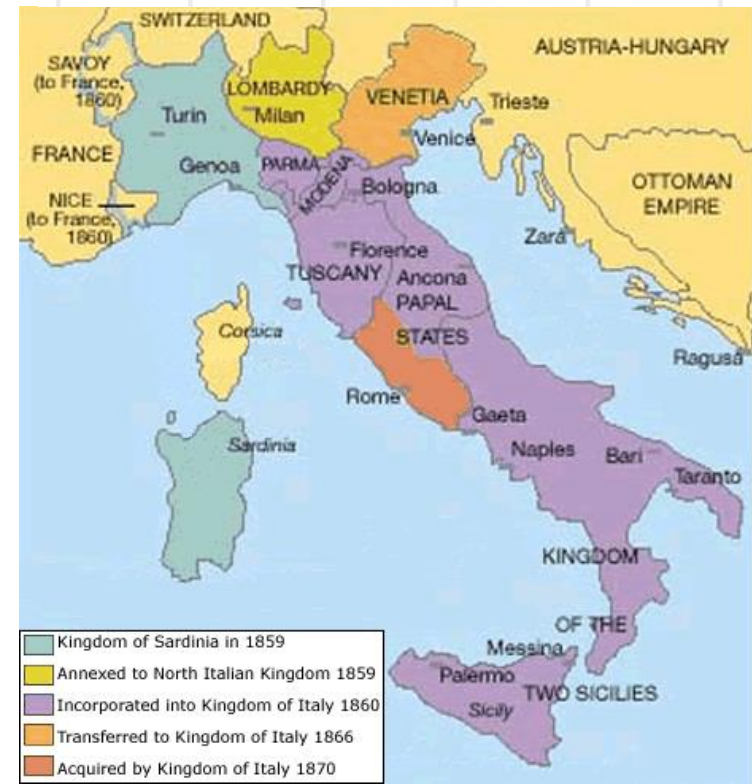 SWITZERLAND
AUSTRIA-HUNGARY
SAVOY
(to France,
1860)
LOMBARDY
VENETIA
Trieste
Turin
Milan
Venice
FRANCE
Genoa
PARMA
MODENA
Bologna
OTTOMAN
EMPIRE
NICE
(to France,
1860)
Zara
Florence
TUSCANY
Ancona
PAPAL
STATES
Corsica
Ragusa
Rome
Gaeta
Sardinia
Naples
Bari
Taranto
KINGDOM
OF THE
Messina
Palermo
TWO SICILIES
Sicily
Kingdom of Sardinia in 1859
Annexed to North Italian Kingdom 1859
Incorporated into Kingdom of Italy 1860
Transferred to Kingdom of Italy 1866
Acquired by Kingdom of Italy 1870